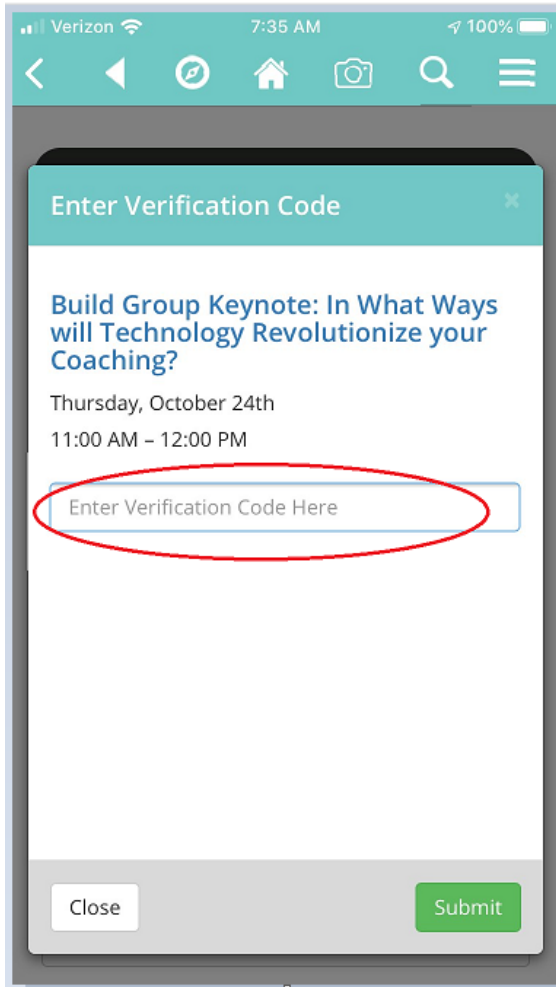 Verizon 7:35 AM 100%
Enter Verification Code ×
Build Group Keynote: In What Ways
will Technology Revolutionize your
Coaching?
Thursday, October 24th
11:00 AM – 12:00 PM
Enter Verification Code Here
Close Submit